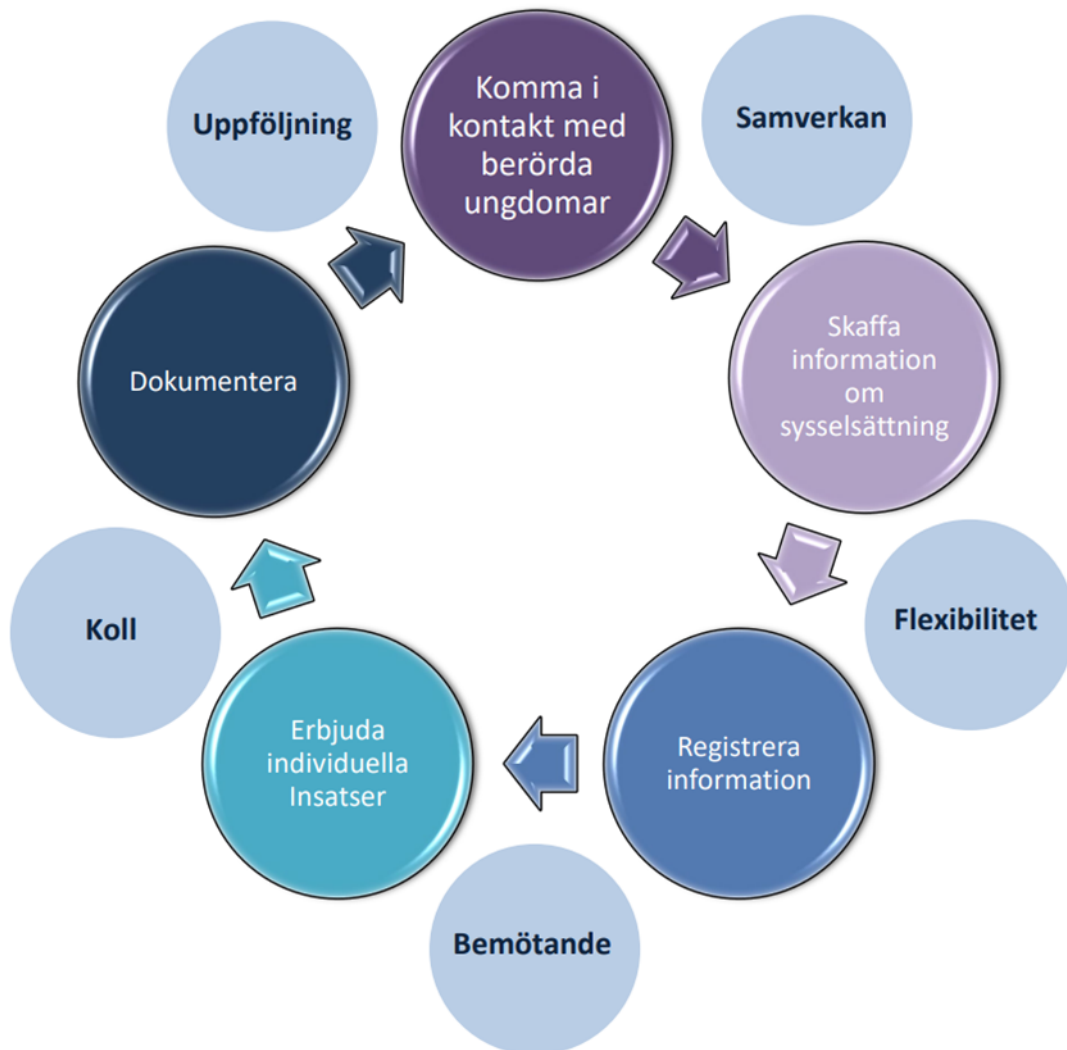 Komma i
kontakt med
berörda
ungdomar
Samverkan
Skaffa
information
om
sysselsättning
Flexibilitet
Registrera
information
Bemötande
Erbjuda
individuella
Insatser
Koll
Dokumentera
Uppföljning